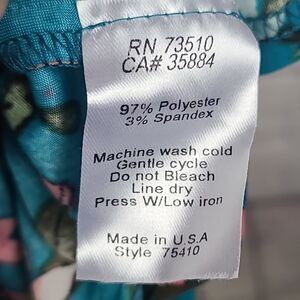 RN 73510
CA# 35884
97% Polyester
3% Spandex
Machine wash cold
Gentle cycle
Do not Bleach
Line dry
Press W/Low iron
Made in U.S.A
Style 75410